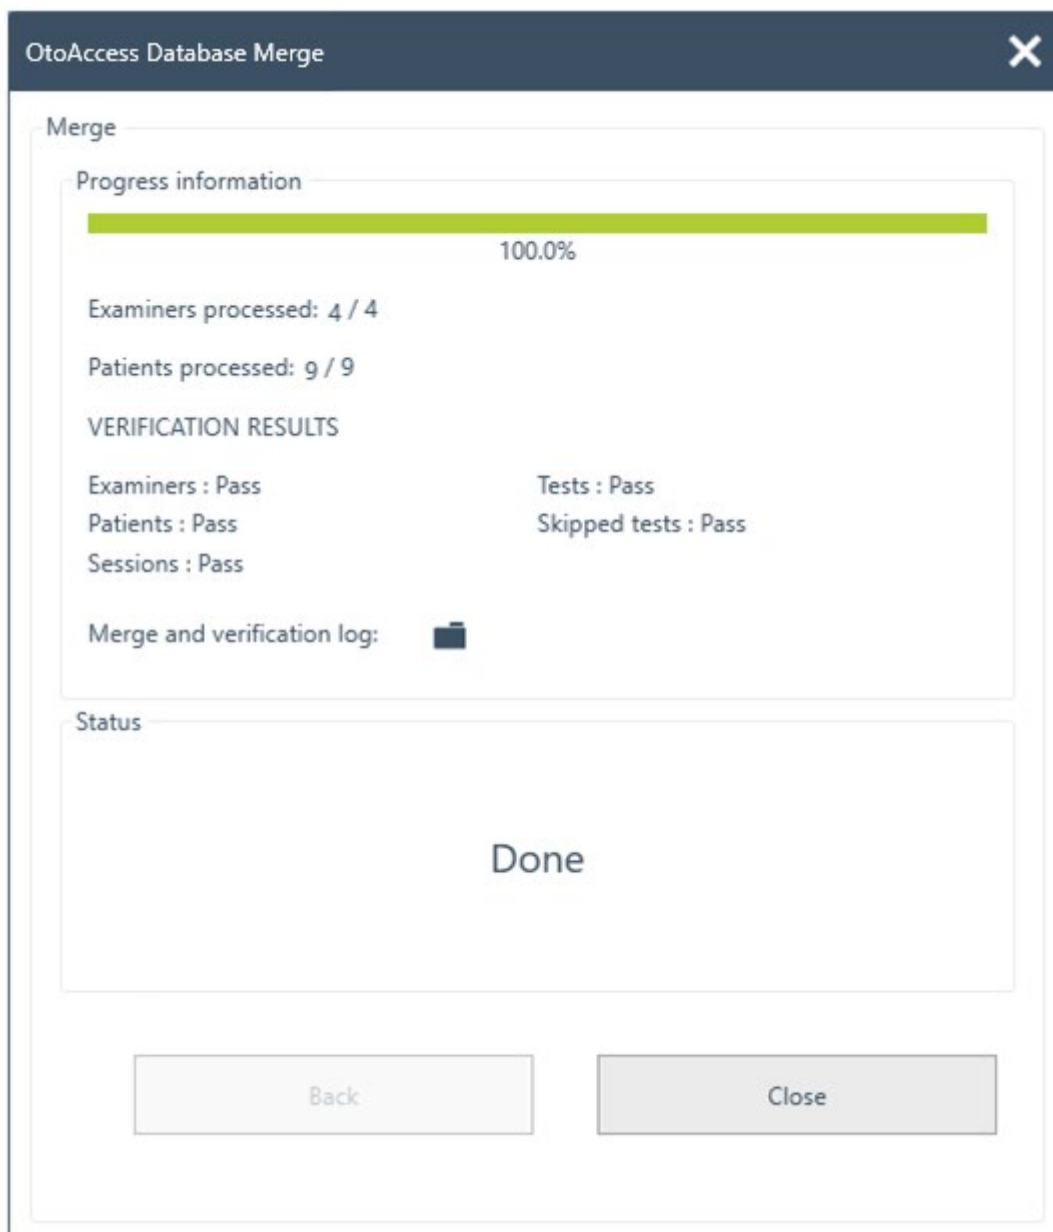 OtoAccess Database Merge
Merge
Progress information
100.0%
Examiners processed: 4 / 4
Patients processed: 9 / 9
VERIFICATION RESULTS
Examiners : Pass
Tests : Pass
Patients : Pass
Skipped tests : Pass
Sessions : Pass
Merge and verification log:
Status
Done
Back
Close